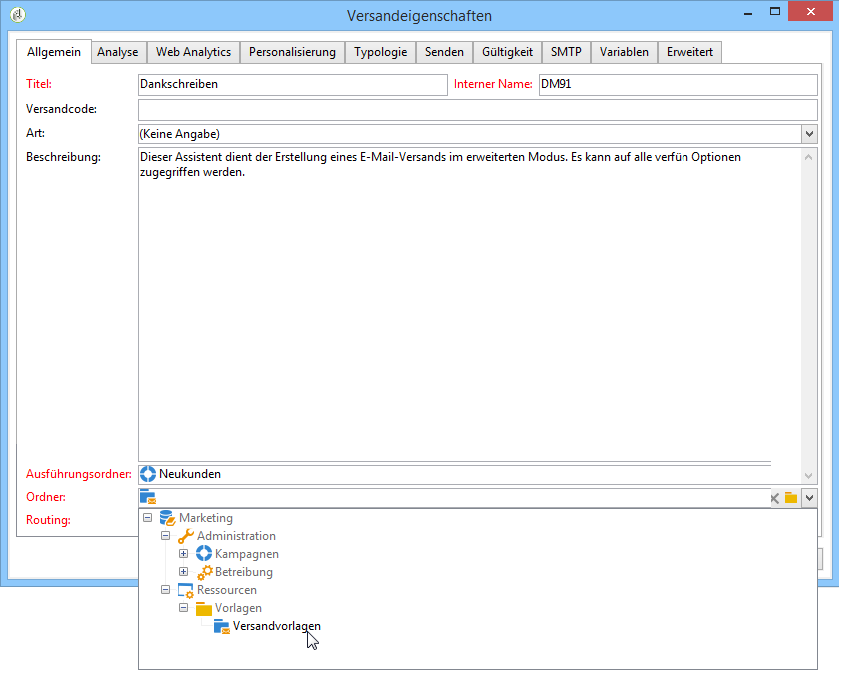 Versandeigenschaften
Allgemein Analyse Web Analytics Personalisierung Typologie Senden Gültigkeit SMTP Variablen Erweitert
Titel: Dankschreiben Interner Name: DM91
Versandcode:
Art: (Keine Angabe)
Beschreibung: Dieser Assistent dient der Erstellung eines E-Mail-Versands im erweiterten Modus. Es kann auf alle verfün Optionen
zugegriffen werden.
Ausführungsordner: Neukunden
Ordner:
Routing:
Marketing
Administration
Kampagnen
Betreibung
Ressourcen
Vorlagen
Versandvorlagen